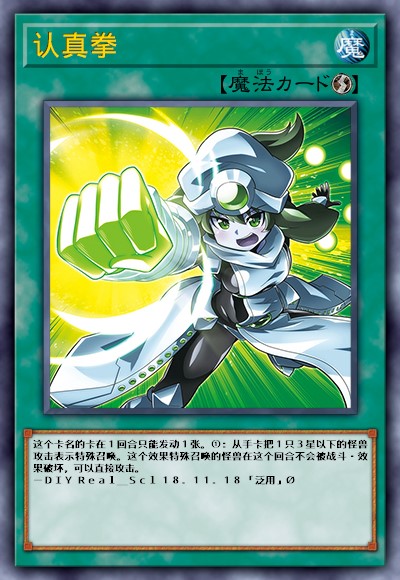 认真拳
魔
まほう
【魔法カード】
这个卡名的卡在1回合只能发动1张。①：从手卡把1只3星以下的怪兽
攻击表示特殊召唤。这个效果特殊召唤的怪兽在这个回合不会被战斗·效
果破坏，可以直接攻击。
－DIY Real＿Scl 18．11．18「泛用」∅